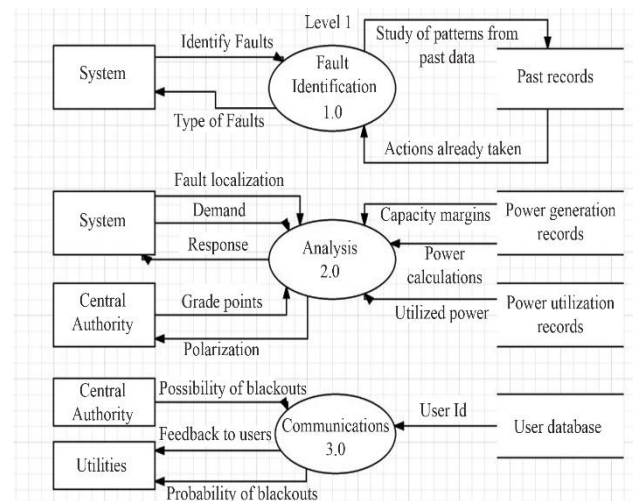 Level 1
Identify Faults
Study of patterns from
past data
System
Fault
Identification
1.0
Past records
Type of Faults
Actions already taken
Fault localization
System
Demand
Response
Analysis
2.0
Capacity margins
Power generation
records
Power
calculations
Central
Authority
Grade points
Utilized power
Power utilization
records
Polarization
Central
Authority
Possibility of blackouts
Communications
3.0
User Id
User database
Feedback to users
Utilities
Probability of blackouts